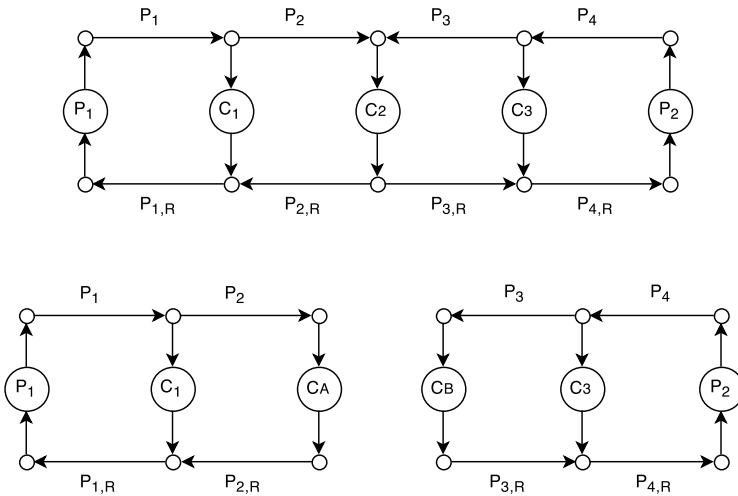 P1 P2 P3 P4
P1 C1 C2 C3 P2
P1,R P2,R P3,R P4,R
P1 P2 P3 P4
P1 C1 CA CB C3 P2
P1,R P2,R P3,R P4,R